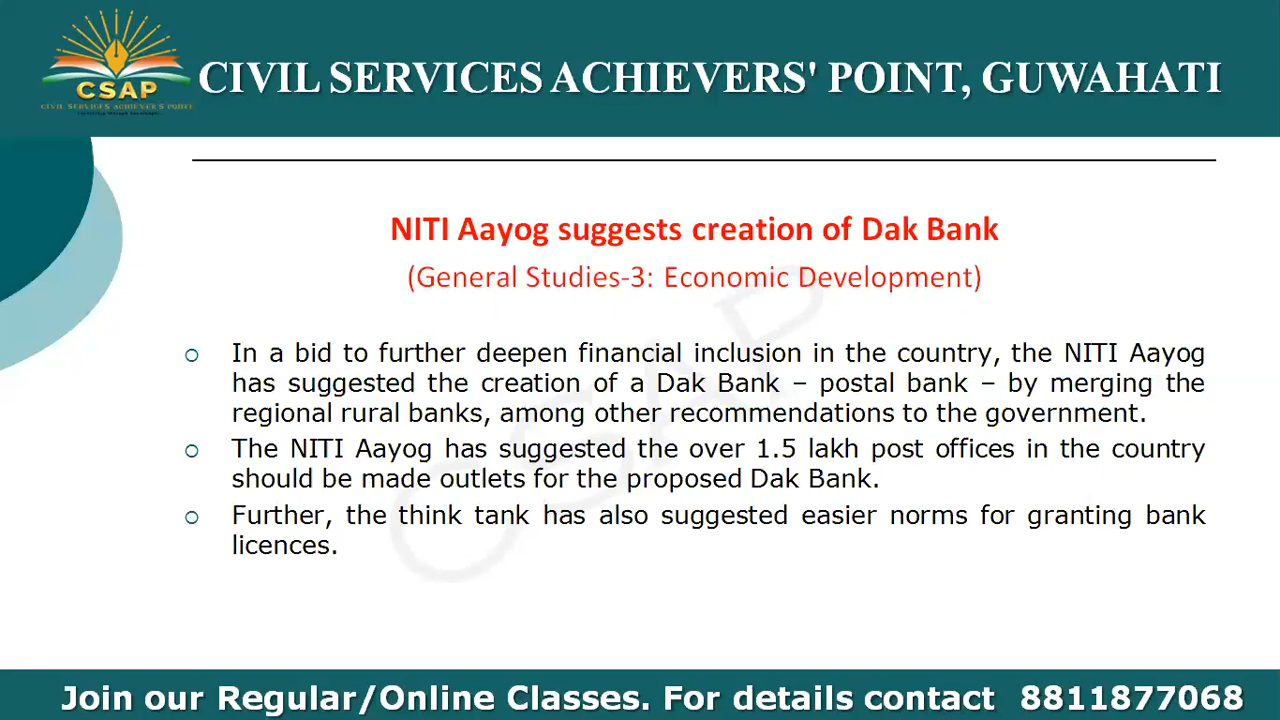 CSAP
CIVIL SERVICES ACHIEVER'S POINT
CIVIL SERVICES ACHIEVERS' POINT, GUWAHATI
NITI Aayog suggests creation of Dak Bank
(General Studies-3: Economic Development)
In a bid to further deepen financial inclusion in the country, the NITI Aayog
has suggested the creation of a Dak Bank – postal bank – by merging the
regional rural banks, among other recommendations to the government.
The NITI Aayog has suggested the over 1.5 lakh post offices in the country
should be made outlets for the proposed Dak Bank.
Further, the think tank has also suggested easier norms for granting bank
licences.
CSAP
Join our Regular/Online Classes. For details contact 8811877068